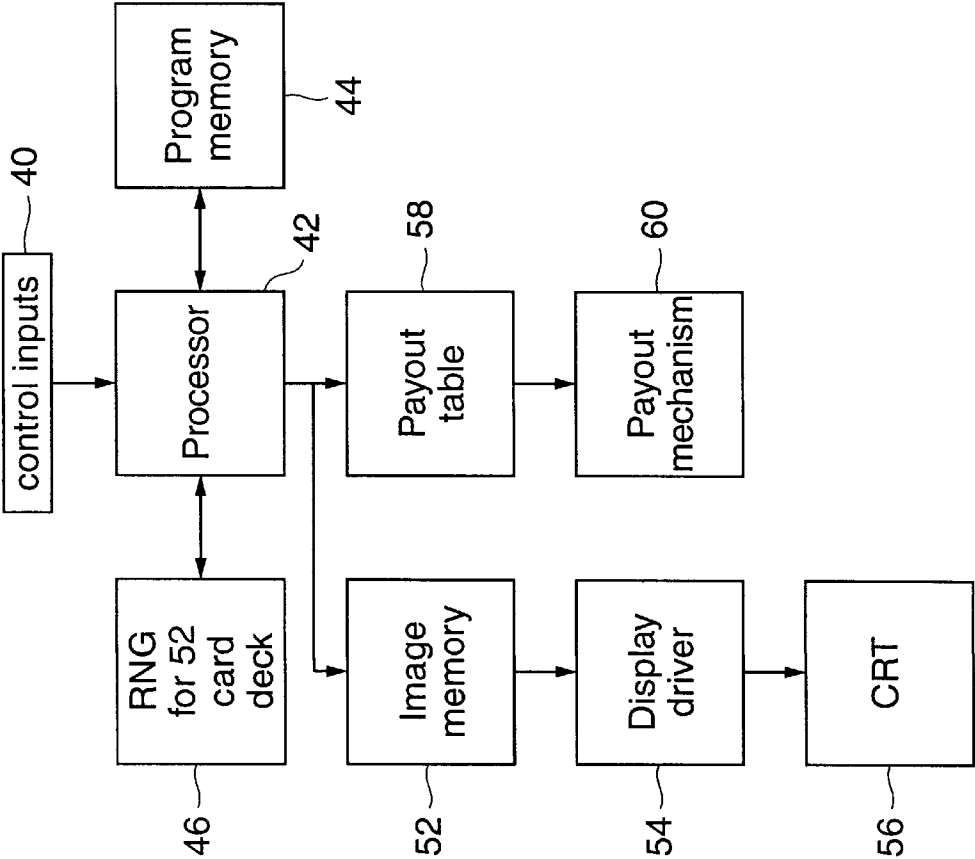 control inputs
40
Program
memory
44
Processor
42
RNG
for 52
card
deck
46
Payout
table
58
Payout
mechanism
60
Image
memory
52
Display
driver
54
CRT
56